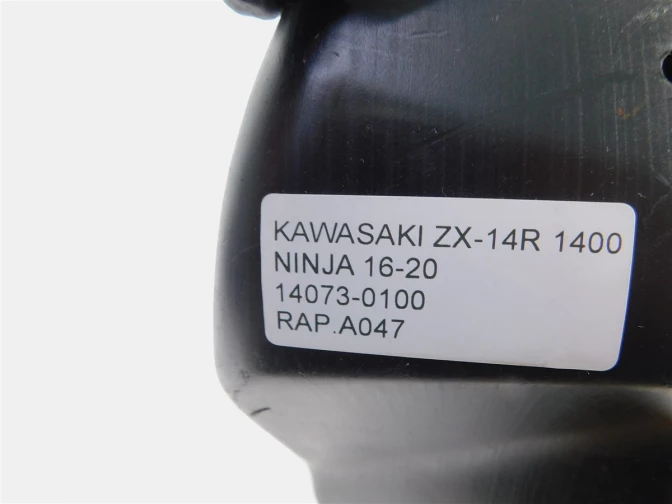 KAWASAKI ZX-14R 1400
NINJA 16-20
14073-0100
RAP.A047